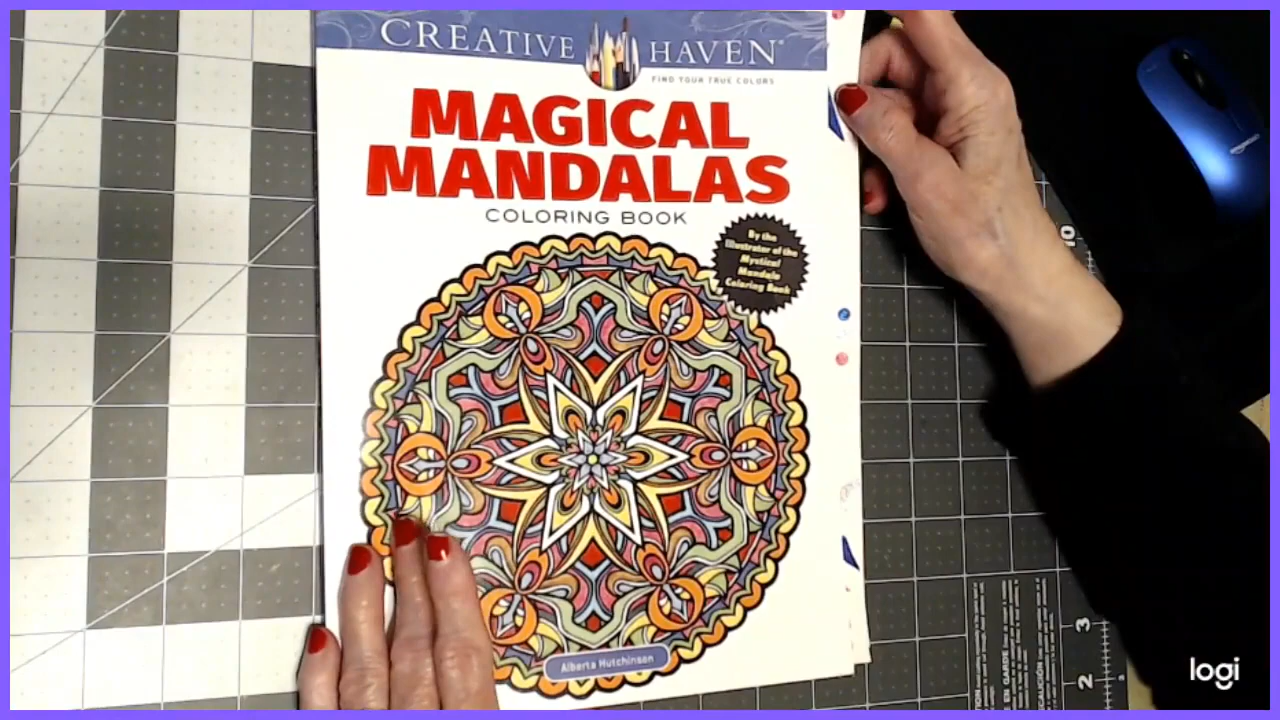 CREATIVE HAVEN®
FIND YOUR TRUE COLORS
MAGICAL
MANDALAS
COLORING BOOK
By the
Illustrator of the
Mystical
Mandala
Coloring Book
Alberta Hutchinson
10
3
2
logi